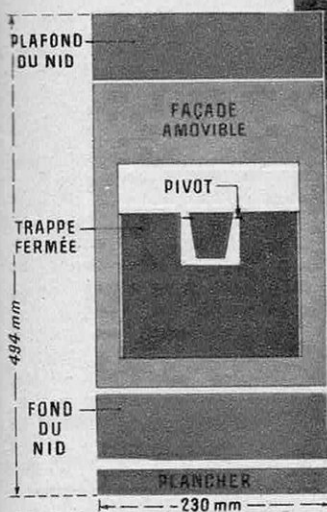 PLAFOND
DU NID
FAÇADE
AMOVIBLE
PIVOT
TRAPPE
FERMÉE
494 mm
FOND
DU
NID
PLANCHER
230 mm